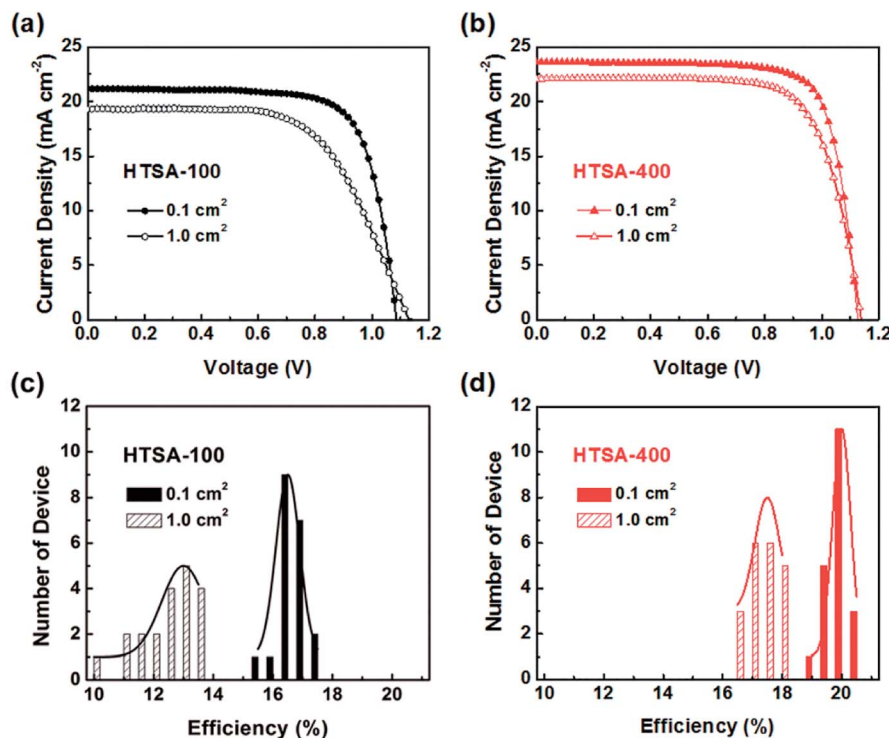 (a)
25
20
15
10
5
0
0.0 0.2 0.4 0.6 0.8 1.0 1.2
Current Density (mA cm⁻²)
Voltage (V)
HTSA-100
0.1 cm²
1.0 cm²
(b)
25
20
15
10
5
0
0.0 0.2 0.4 0.6 0.8 1.0 1.2
Current Density (mA cm⁻²)
Voltage (V)
HTSA-400
0.1 cm²
1.0 cm²
(c)
12
10
8
6
4
2
0
10 12 14 16 18 20
Number of Device
Efficiency (%)
HTSA-100
0.1 cm²
1.0 cm²
(d)
12
10
8
6
4
2
0
10 12 14 16 18 20
Number of Device
Efficiency (%)
HTSA-400
0.1 cm²
1.0 cm²